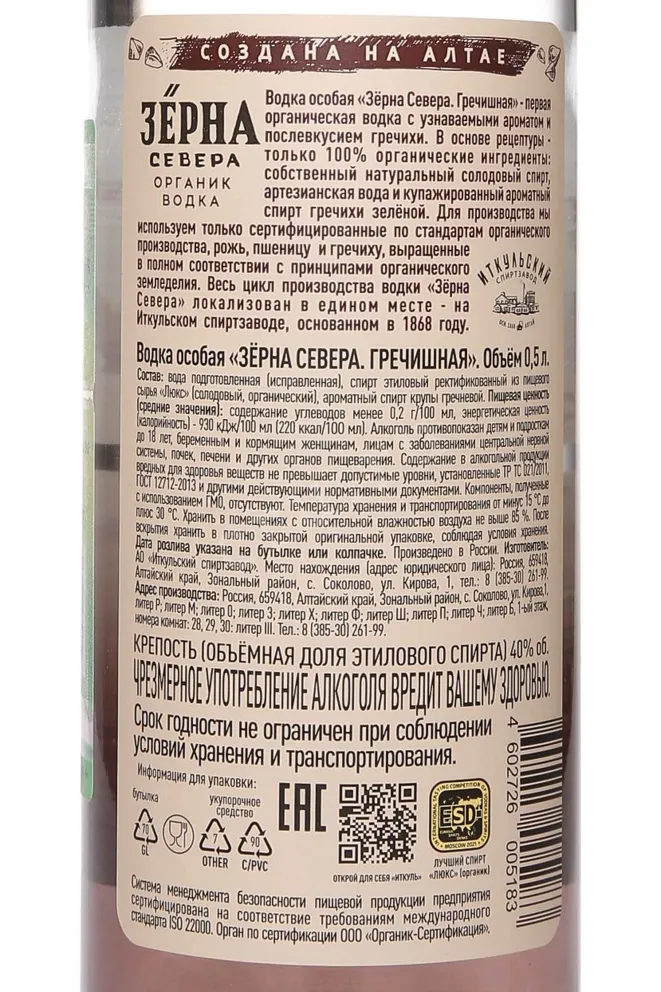 СОЗДАНА НА АЛТАЕ
ЗЁРНА
СЕВЕРА
ОРГАНИК
ВОДКА
Водка особая «Зёрна Севера. Гречишная» - первая
органическая водка с узнаваемыми ароматом и
послевкусием гречихи. В основе рецептуры -
только 100% органические ингредиенты:
собственный натуральный солодовый спирт,
артезианская вода и купажированный ароматный
спирт гречихи зелёной. Для производства мы
используем только сертифицированные по стандартам органического
производства, рожь, пшеницу и гречиху, выращенные
в полном соответствии с принципами органического
земледелия. Весь цикл производства водки «Зёрна
Севера» локализован в едином месте - на
Иткульском спиртзаводе, основанном в 1868 году.
ИТКУЛЬСКИЙ
СПИРТЗАВОД
ОСН. 1868 АЛТАЙ
Водка особая «ЗЁРНА СЕВЕРА. ГРЕЧИШНАЯ». Объём 0,5 л.
Состав: вода подготовленная (исправленная), спирт этиловый ректификованный из пищевого
сырья «Люкс» (солодовый, органический), ароматный спирт крупы гречневой. Пищевая ценность
(средние значения): содержание углеводов менее 0,2 г/100 мл, энергетическая ценность
(калорийность) - 930 кДж/100 мл (220 ккал/100 мл). Алкоголь противопоказан детям и подросткам
до 18 лет, беременным и кормящим женщинам, лицам с заболеваниями центральной нервной
системы, почек, печени и других органов пищеварения. Содержание в алкогольной продукции
вредных для здоровья веществ не превышает допустимые уровни, установленные ТР ТС 021/2011,
ГОСТ 12712-2013 и другими действующими нормативными документами. Компоненты, полученные
с использованием ГМО, отсутствуют. Температура хранения и транспортирования от минус 15 °С до
плюс 30 °С. Хранить в помещениях с относительной влажностью воздуха не выше 85 %. После
вскрытия хранить в плотно закрытой оригинальной упаковке, соблюдая условия хранения.
Дата розлива указана на бутылке или колпачке. Произведено в России. Изготовитель:
АО «Иткульский спиртзавод». Место нахождения (адрес юридического лица): Россия, 659418,
Алтайский край, Зональный район, с. Соколово, ул. Кирова, 1, тел.: 8 (385-30) 261-99.
Адрес производства: Россия, 659418, Алтайский край, Зональный район, с. Соколово, ул. Кирова,1,
литер Р; литер М; литер О; литер З; литер Х; литер Ф; литер Ш; литер П; литер Ч; литер Б, 1-ый этаж,
номера комнат: 28, 29, 30: литер III. Тел.: 8 (385-30) 261-99.
КРЕПОСТЬ (ОБЪЁМНАЯ ДОЛЯ ЭТИЛОВОГО СПИРТА) 40% об.
ЧРЕЗМЕРНОЕ УПОТРЕБЛЕНИЕ АЛКОГОЛЯ ВРЕДИТ ВАШЕМУ ЗДОРОВЬЮ.
Срок годности не ограничен при соблюдении
условий хранения и транспортирования.
Информация для упаковки:
бутылка
укупорочное
средство
70
GL
7
OTHER
90
C/PVC
EAC
ОТКРОЙ ДЛЯ СЕБЯ «ИТКУЛЬ»
ESD
MOSCOW 2021
ЛУЧШИЙ СПИРТ
«ЛЮКС» (органик)
4 602726 005183
Система менеджмента безопасности пищевой продукции предприятия
сертифицирована на соответствие требованиям международного
стандарта ISO 22000. Орган по сертификации ООО «Органик-Сертификация».